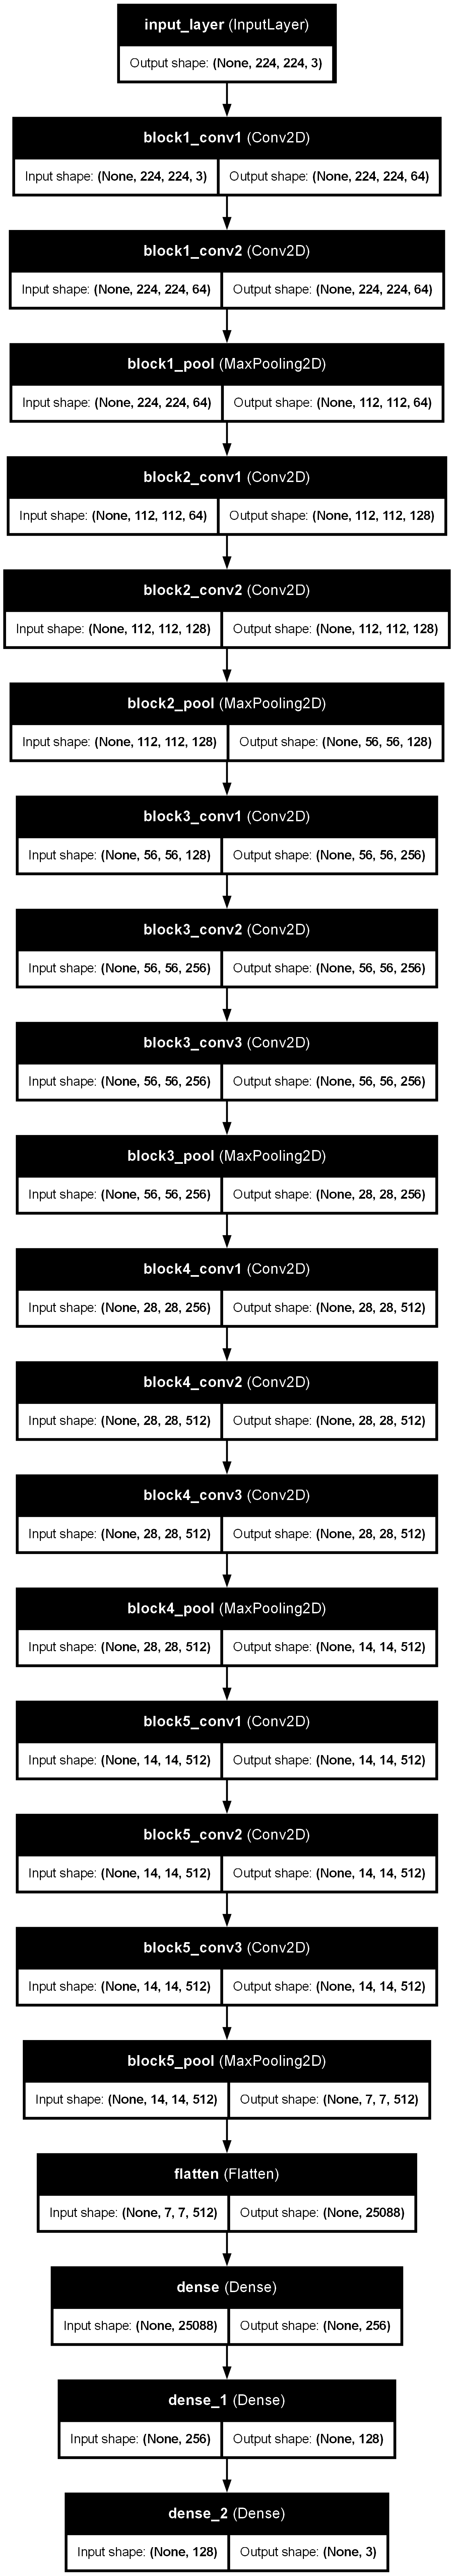 input_layer (InputLayer)
Output shape: (None, 224, 224, 3)
block1_conv1 (Conv2D)
Input shape: (None, 224, 224, 3) Output shape: (None, 224, 224, 64)
block1_conv2 (Conv2D)
Input shape: (None, 224, 224, 64) Output shape: (None, 224, 224, 64)
block1_pool (MaxPooling2D)
Input shape: (None, 224, 224, 64) Output shape: (None, 112, 112, 64)
block2_conv1 (Conv2D)
Input shape: (None, 112, 112, 64) Output shape: (None, 112, 112, 128)
block2_conv2 (Conv2D)
Input shape: (None, 112, 112, 128) Output shape: (None, 112, 112, 128)
block2_pool (MaxPooling2D)
Input shape: (None, 112, 112, 128) Output shape: (None, 56, 56, 128)
block3_conv1 (Conv2D)
Input shape: (None, 56, 56, 128) Output shape: (None, 56, 56, 256)
block3_conv2 (Conv2D)
Input shape: (None, 56, 56, 256) Output shape: (None, 56, 56, 256)
block3_conv3 (Conv2D)
Input shape: (None, 56, 56, 256) Output shape: (None, 56, 56, 256)
block3_pool (MaxPooling2D)
Input shape: (None, 56, 56, 256) Output shape: (None, 28, 28, 256)
block4_conv1 (Conv2D)
Input shape: (None, 28, 28, 256) Output shape: (None, 28, 28, 512)
block4_conv2 (Conv2D)
Input shape: (None, 28, 28, 512) Output shape: (None, 28, 28, 512)
block4_conv3 (Conv2D)
Input shape: (None, 28, 28, 512) Output shape: (None, 28, 28, 512)
block4_pool (MaxPooling2D)
Input shape: (None, 28, 28, 512) Output shape: (None, 14, 14, 512)
block5_conv1 (Conv2D)
Input shape: (None, 14, 14, 512) Output shape: (None, 14, 14, 512)
block5_conv2 (Conv2D)
Input shape: (None, 14, 14, 512) Output shape: (None, 14, 14, 512)
block5_conv3 (Conv2D)
Input shape: (None, 14, 14, 512) Output shape: (None, 14, 14, 512)
block5_pool (MaxPooling2D)
Input shape: (None, 14, 14, 512) Output shape: (None, 7, 7, 512)
flatten (Flatten)
Input shape: (None, 7, 7, 512) Output shape: (None, 25088)
dense (Dense)
Input shape: (None, 25088) Output shape: (None, 256)
dense_1 (Dense)
Input shape: (None, 256) Output shape: (None, 128)
dense_2 (Dense)
Input shape: (None, 128) Output shape: (None, 3)